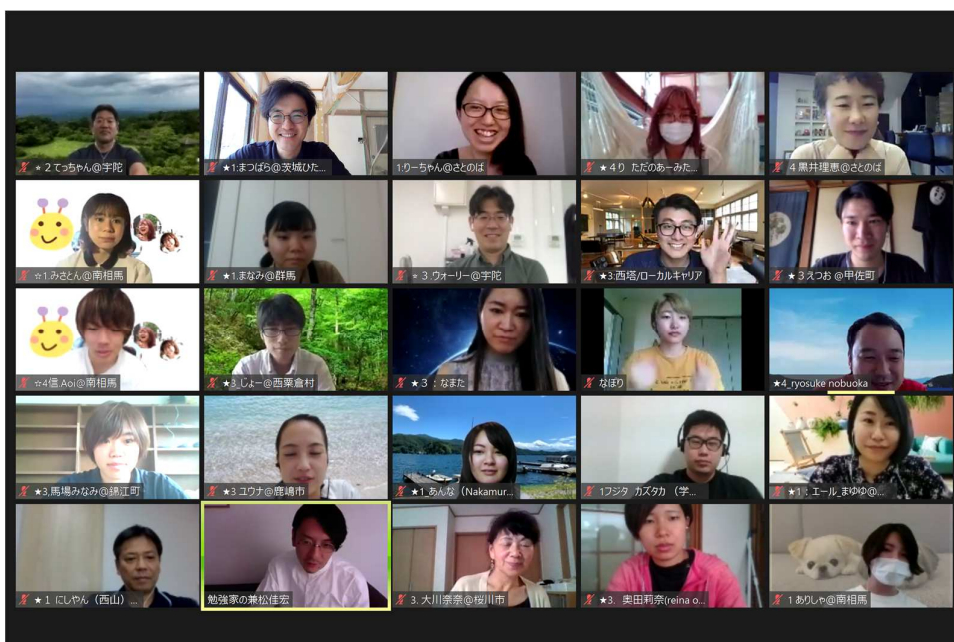 ☆２てっちゃん@宇陀
★1:まつばら@茨城ひた...
1:りーちゃん@さとのば
★４り ただのあーみた...
４黒井理恵@さとのば
☆1.みさとん@南相馬
★1.まなみ@群馬
☆３.ウォーリー@宇陀
★3:西塔/ローカルキャリア
★３えつお@甲佐町
☆4信.Aoi@南相馬
★3_じょー@西粟倉村
★３：なまた
なぽり
★4_ryosuke nobuoka
★3,馬場みなみ@錦江町
★３ユウナ@鹿嶋市
★1_あんな（Nakamur...
1フジタ カズタカ （学...
★1：エール_まゆゆ@...
★１ にしやん（西山）...
勉強家の兼松佳宏
3. 大川奈奈@桜川市
★3. 奥田莉奈(reina o...
１ありしゃ@南相馬